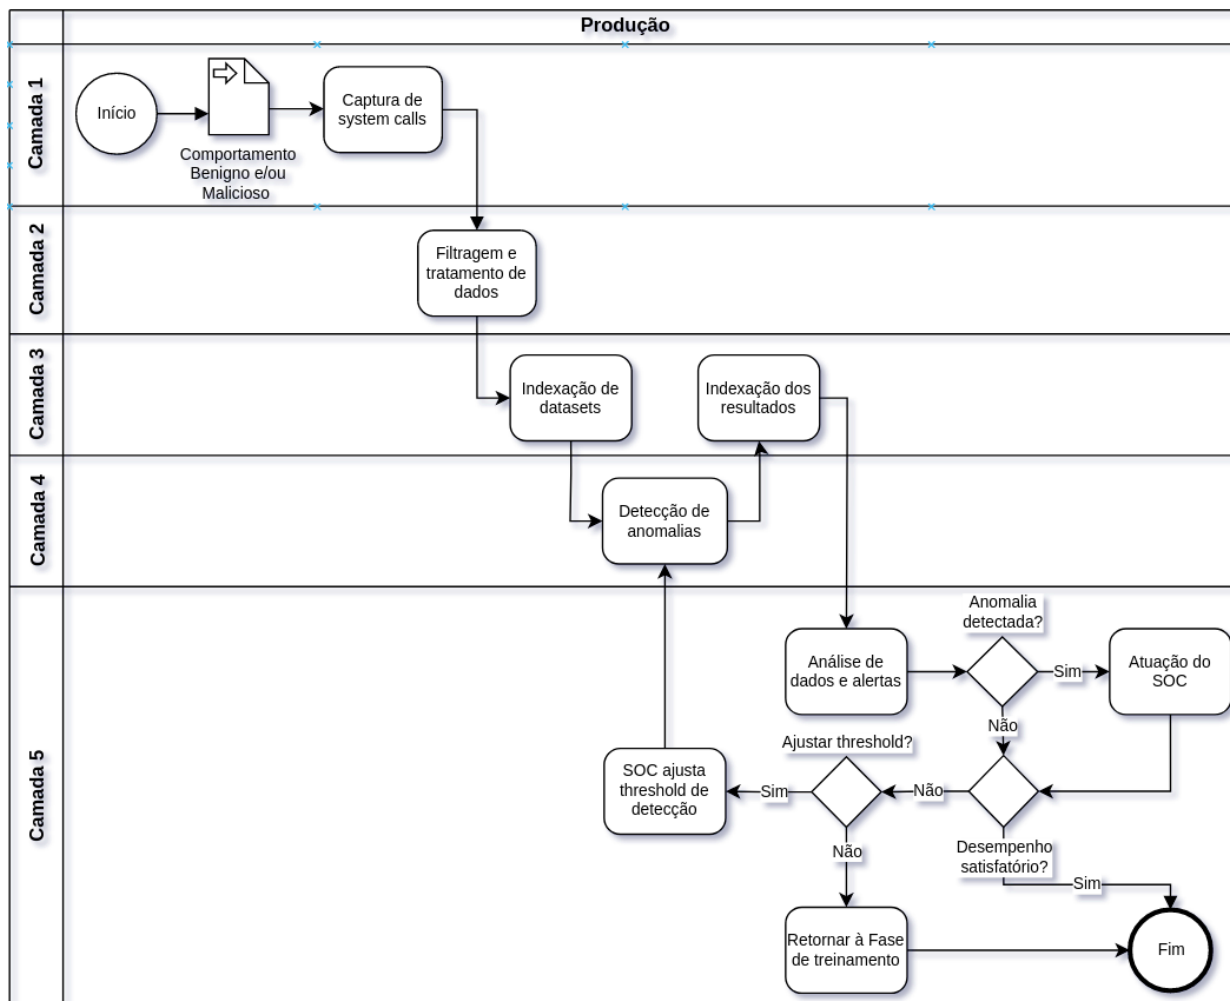 Produção
Camada 1
Início
Comportamento
Benigno e/ou
Malicioso
Captura de
system calls
Camada 2
Filtragem e
tratamento de
dados
Camada 3
Indexação de
datasets
Indexação dos
resultados
Camada 4
Detecção de
anomalias
Camada 5
Análise de
dados e alertas
Anomalia
detectada?
Sim
Atuação do
SOC
Não
Desempenho
satisfatório?
Não
Ajustar threshold?
Sim
SOC ajusta
threshold de
detecção
Não
Retornar à Fase
de treinamento
Sim
Fim